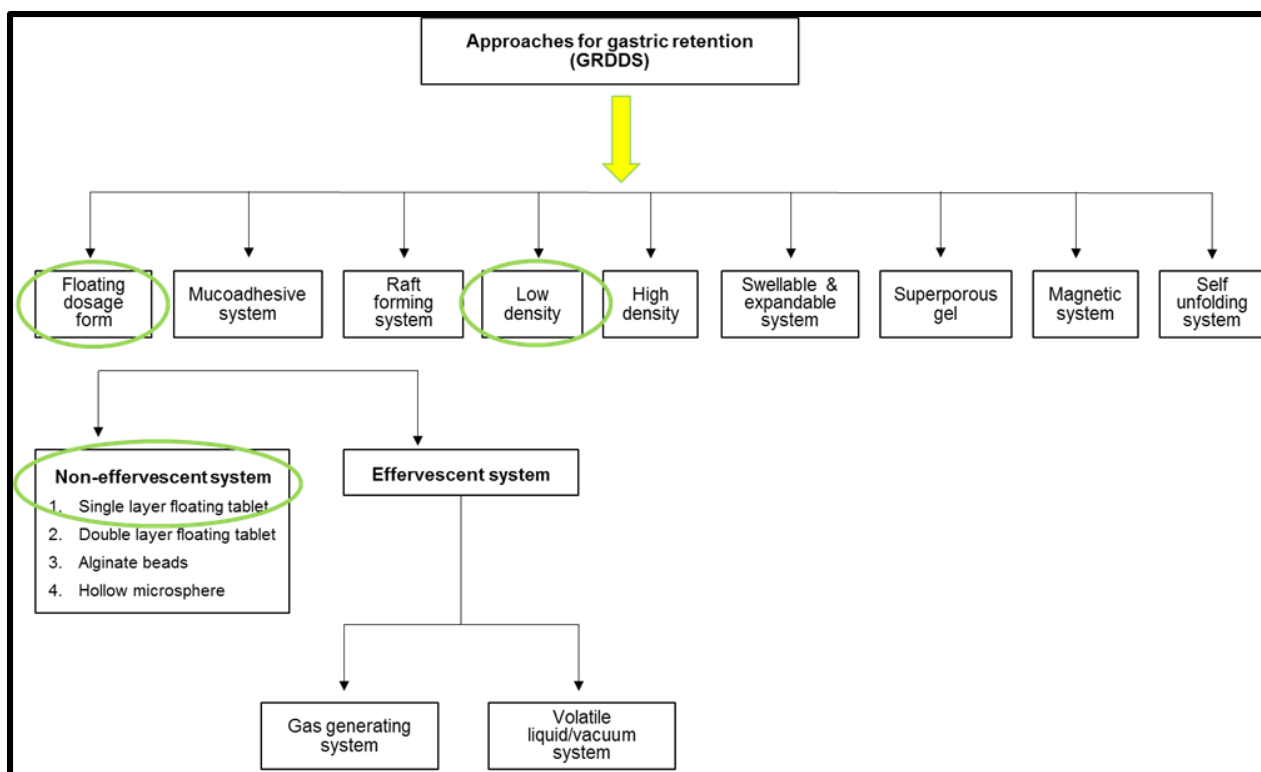 Approaches for gastric retention
(GRDDS)
Floating
dosage
form
Mucoadhesive
system
Raft
forming
system
Low
density
High
density
Swellable & 
expandable
system
Superporous
gel
Magnetic
system
Self
unfolding
system
Non-effervescent system
1. Single layer floating tablet
2. Double layer floating tablet
3. Alginate beads
4. Hollow microsphere
Effervescent system
Gas generating
system
Volatile
liquid/vacuum
system